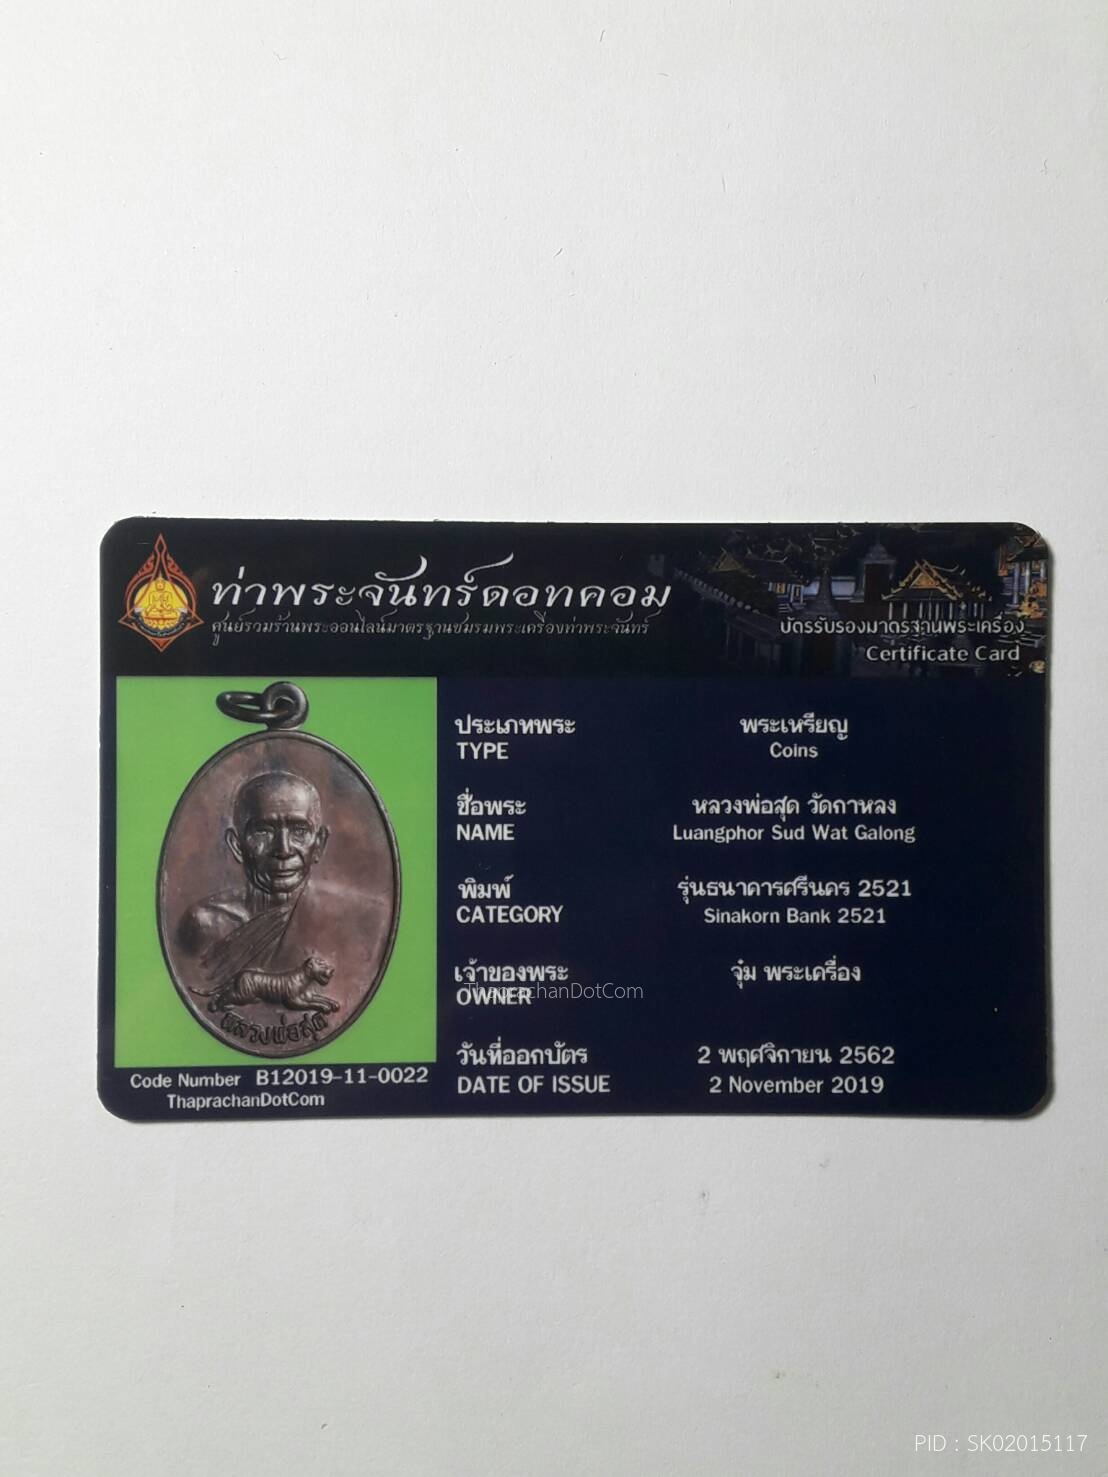 ท่าพระจันทร์ดอทคอม
ศูนย์รวมร้านพระออนไลน์มาตรฐานชมรมพระเครื่องท่าพระจันทร์
บัตรรับรองมาตรฐานพระเครื่อง
Certificate Card
ประเภทพระ พระเหรียญ
TYPE Coins
ชื่อพระ หลวงพ่อสุด วัดกาหลง
NAME Luangphor Sud Wat Galong
พิมพ์ รุ่นธนาคารศรีนคร 2521
CATEGORY Sinakorn Bank 2521
เจ้าของพระ จุ๋ม พระเครื่อง
ThaprachanDotCom
OWNER
วันที่ออกบัตร 2 พฤศจิกายน 2562
DATE OF ISSUE 2 November 2019
หลวงพ่อสุด
Code Number B12019-11-0022
ThaprachanDotCom
PID : SK02015117